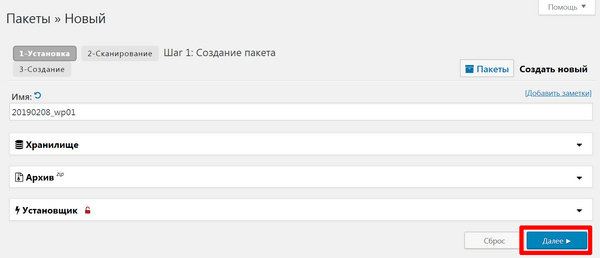 Помощь
Пакеты » Новый
1-Установка 2-Сканирование Шаг 1: Создание пакета
3-Создание
Пакеты Создать новый
Имя: [Добавить заметки]
20190208_wp01
Хранилище
Архив zip
Установщик
Сброс Далее